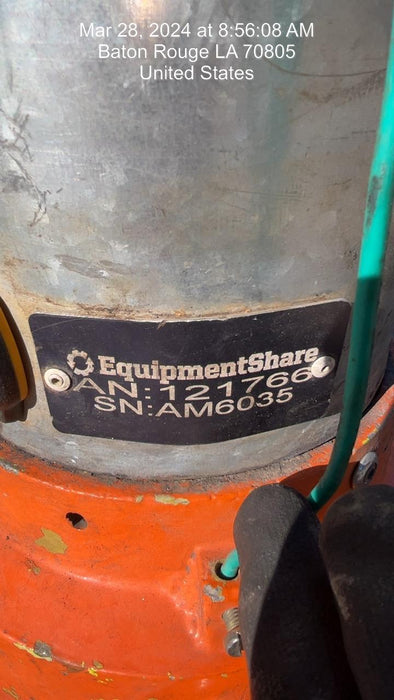 Mar 28, 2024 at 8:56:08 AM
Baton Rouge LA 70805
United States
EquipmentShare
AN:121766
SN:AM6035